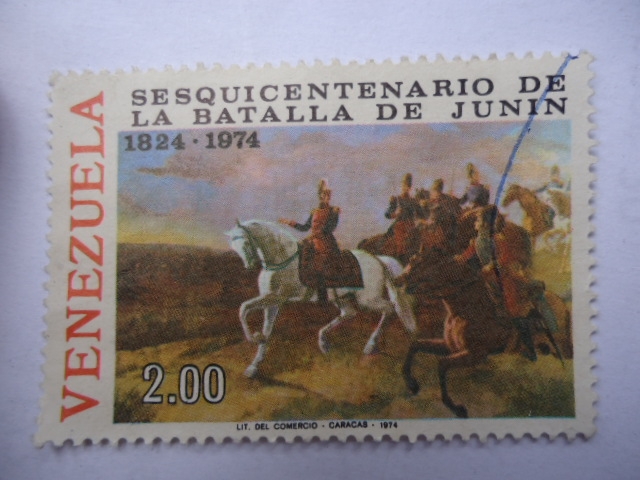 VENEZUELA
SESQUICENTENARIO DE
LA BATALLA DE JUNIN
1824 · 1974
2.00
LIT. DEL COMERCIO - CARACAS - 1974